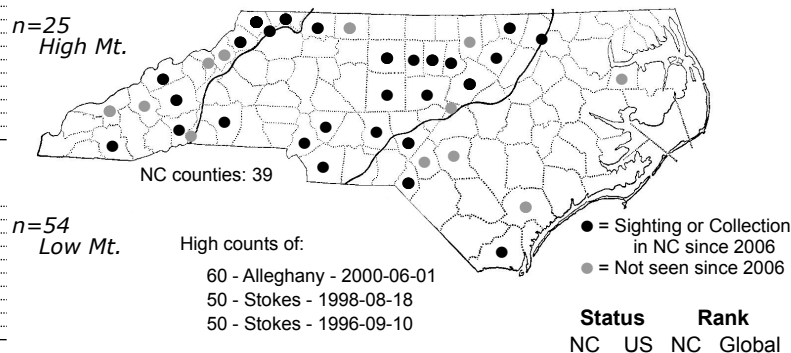 n=25
High Mt.
NC counties: 39
n=54
Low Mt.
High counts of:
60 - Alleghany - 2000-06-01
50 - Stokes - 1998-08-18
50 - Stokes - 1996-09-10
= Sighting or Collection
in NC since 2006
= Not seen since 2006
Status Rank
NC US NC Global